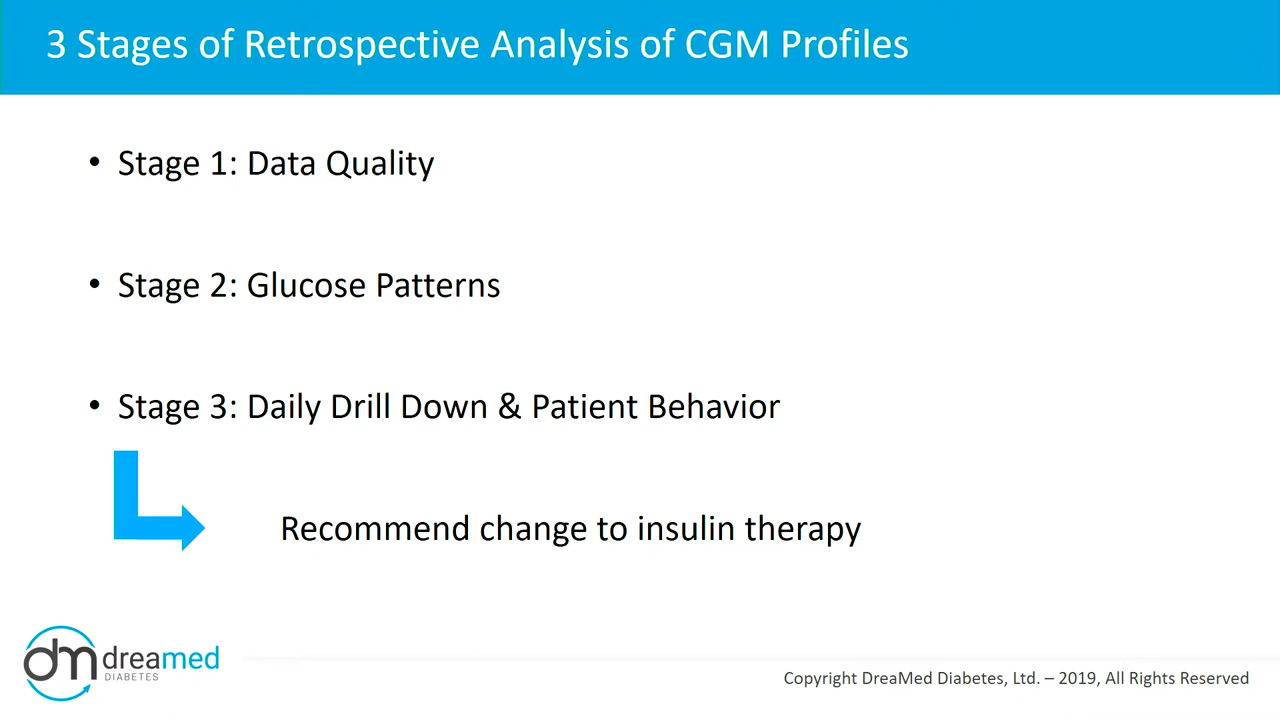 3 Stages of Retrospective Analysis of CGM Profiles
• Stage 1: Data Quality
• Stage 2: Glucose Patterns
• Stage 3: Daily Drill Down & Patient Behavior
Recommend change to insulin therapy
dm dreamed
DIABETES
Copyright DreaMed Diabetes, Ltd. – 2019, All Rights Reserved